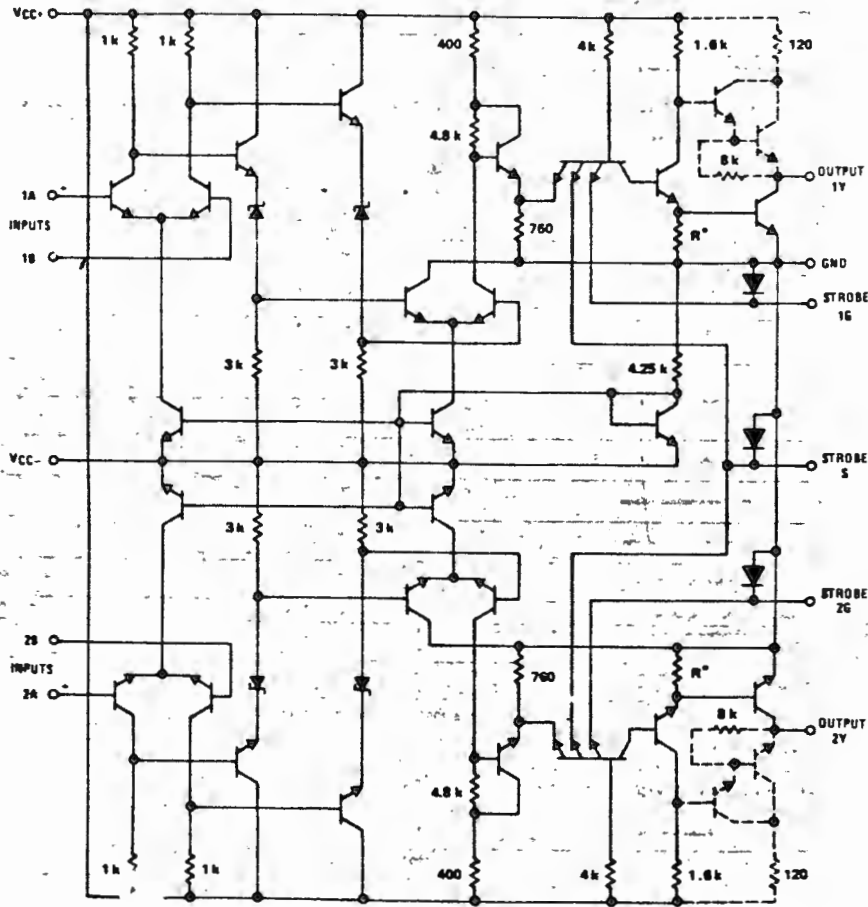 VCC+
1k 1k 400 4k 1.6k 120
4.8k
8k
OUTPUT
1Y
1A +
INPUTS
1B
760 R*
GND
STROBE
1G
3k 3k 4.25k
VCC-
STROBE
S
3k 3k
STROBE
2G
2B
INPUTS
2A +
760 R*
8k
OUTPUT
2Y
4.8k
1k 1k 400 4k 1.6k 120